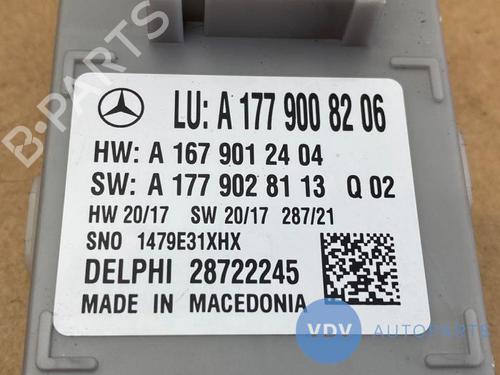 LU: A 177 900 82 06
HW: A 167 901 24 04
SW: A 177 902 81 13 Q 02
HW 20/17 SW 20/17 287/21
SNO 1479E31XHX
DELPHI 28722245
MADE IN MACEDONIA
B-PARTS
VDV AUTOPARTS